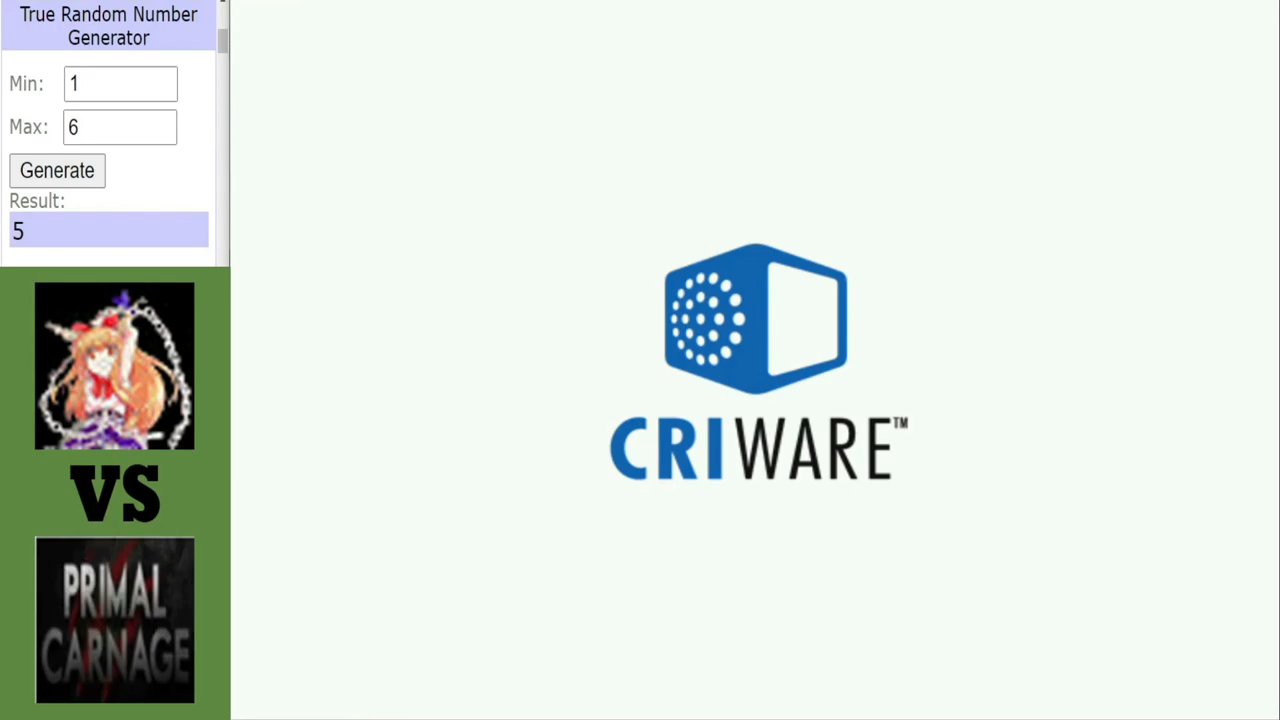 True Random Number
Generator
Min: 1
Max: 6
Generate
Result:
5
VS
PRIMAL
CARNAGE
CRIWARE™